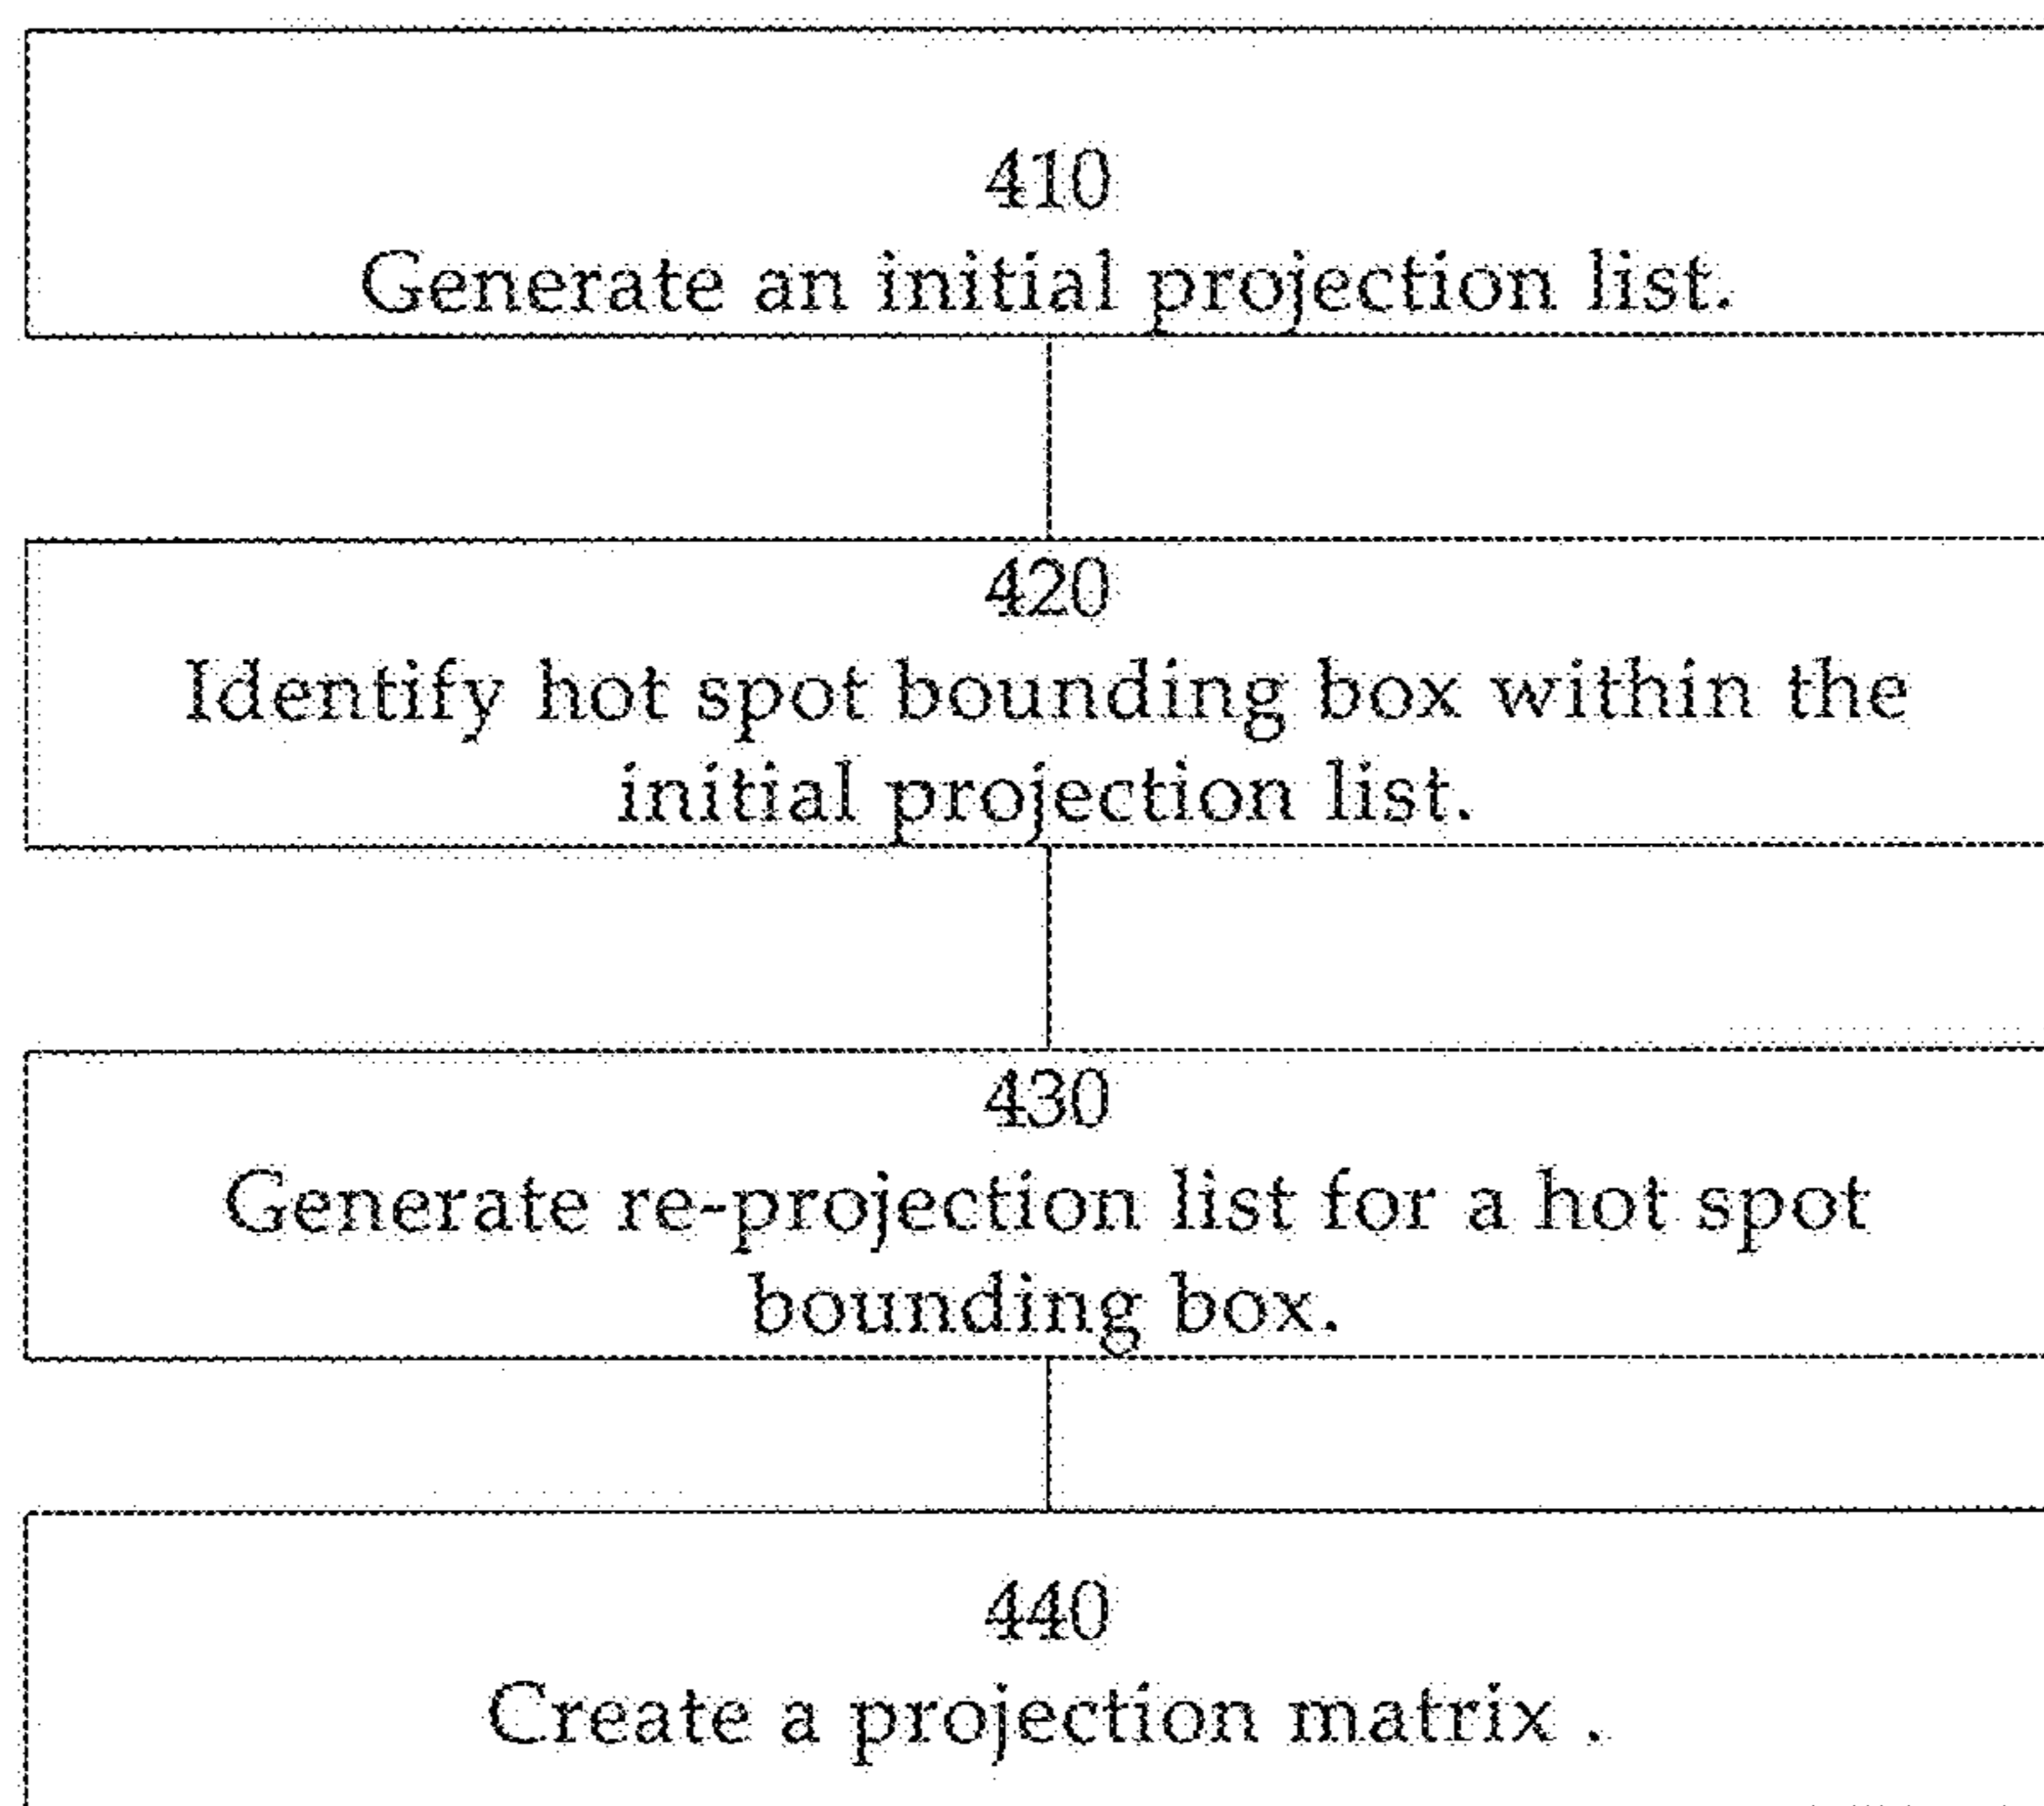 410
Generate an initial projection list.
420
Identify hot spot bounding box within the
initial projection list.
430
Generate re-projection list for a hot spot
bounding box.
440
Create a projection matrix .